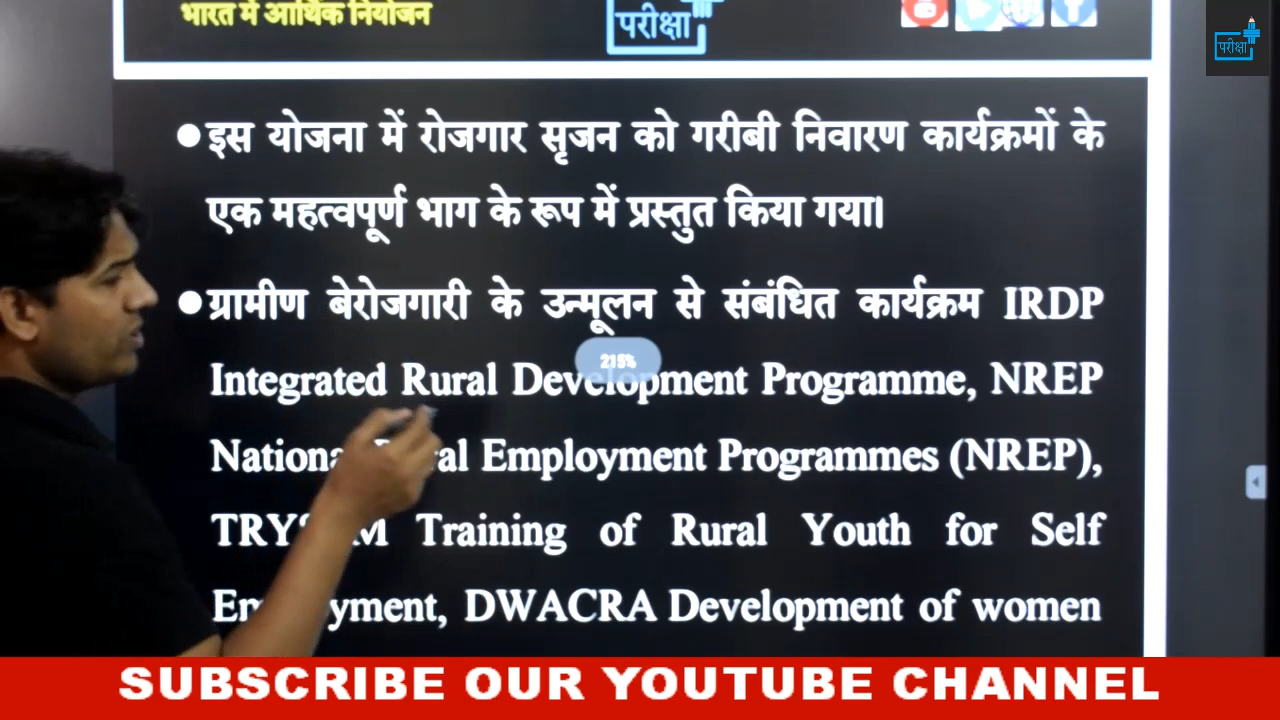 भारत में आर्थिक नियोजन
परीक्षा
परीक्षा
इस योजना में रोजगार सृजन को गरीबी निवारण कार्यक्रमों के
एक महत्वपूर्ण भाग के रूप में प्रस्तुत किया गया।
ग्रामीण बेरोजगारी के उन्मूलन से संबंधित कार्यक्रम IRDP
215%
Integrated Rural Development Programme, NREP
Employment Programmes (NREP),
Training of Rural Youth for Self
DWACRA Development of women
SUBSCRIBE OUR YOUTUBE CHANNEL